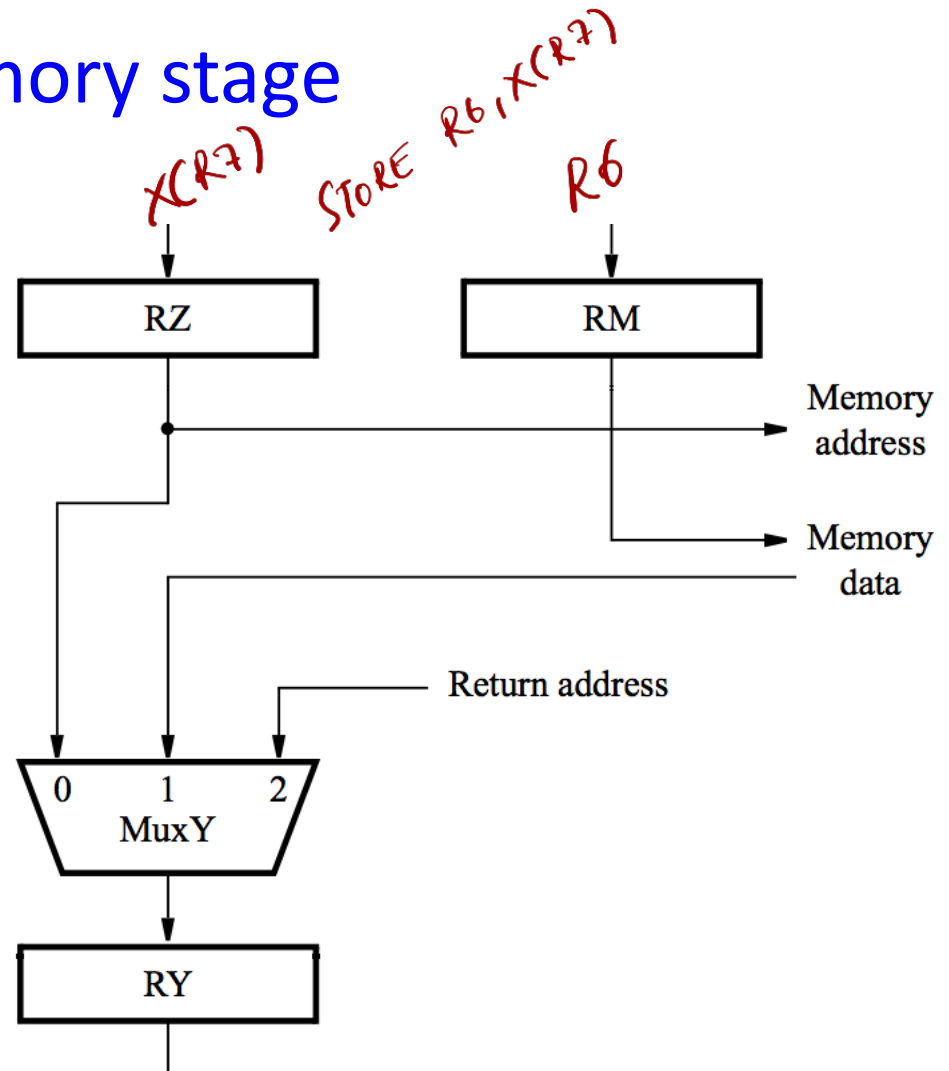 mory stage
X(R7)
STORE R6, X(R7)
R6
RZ
RM
Memory
address
Memory
data
Return address
0 1 2
MuxY
RY